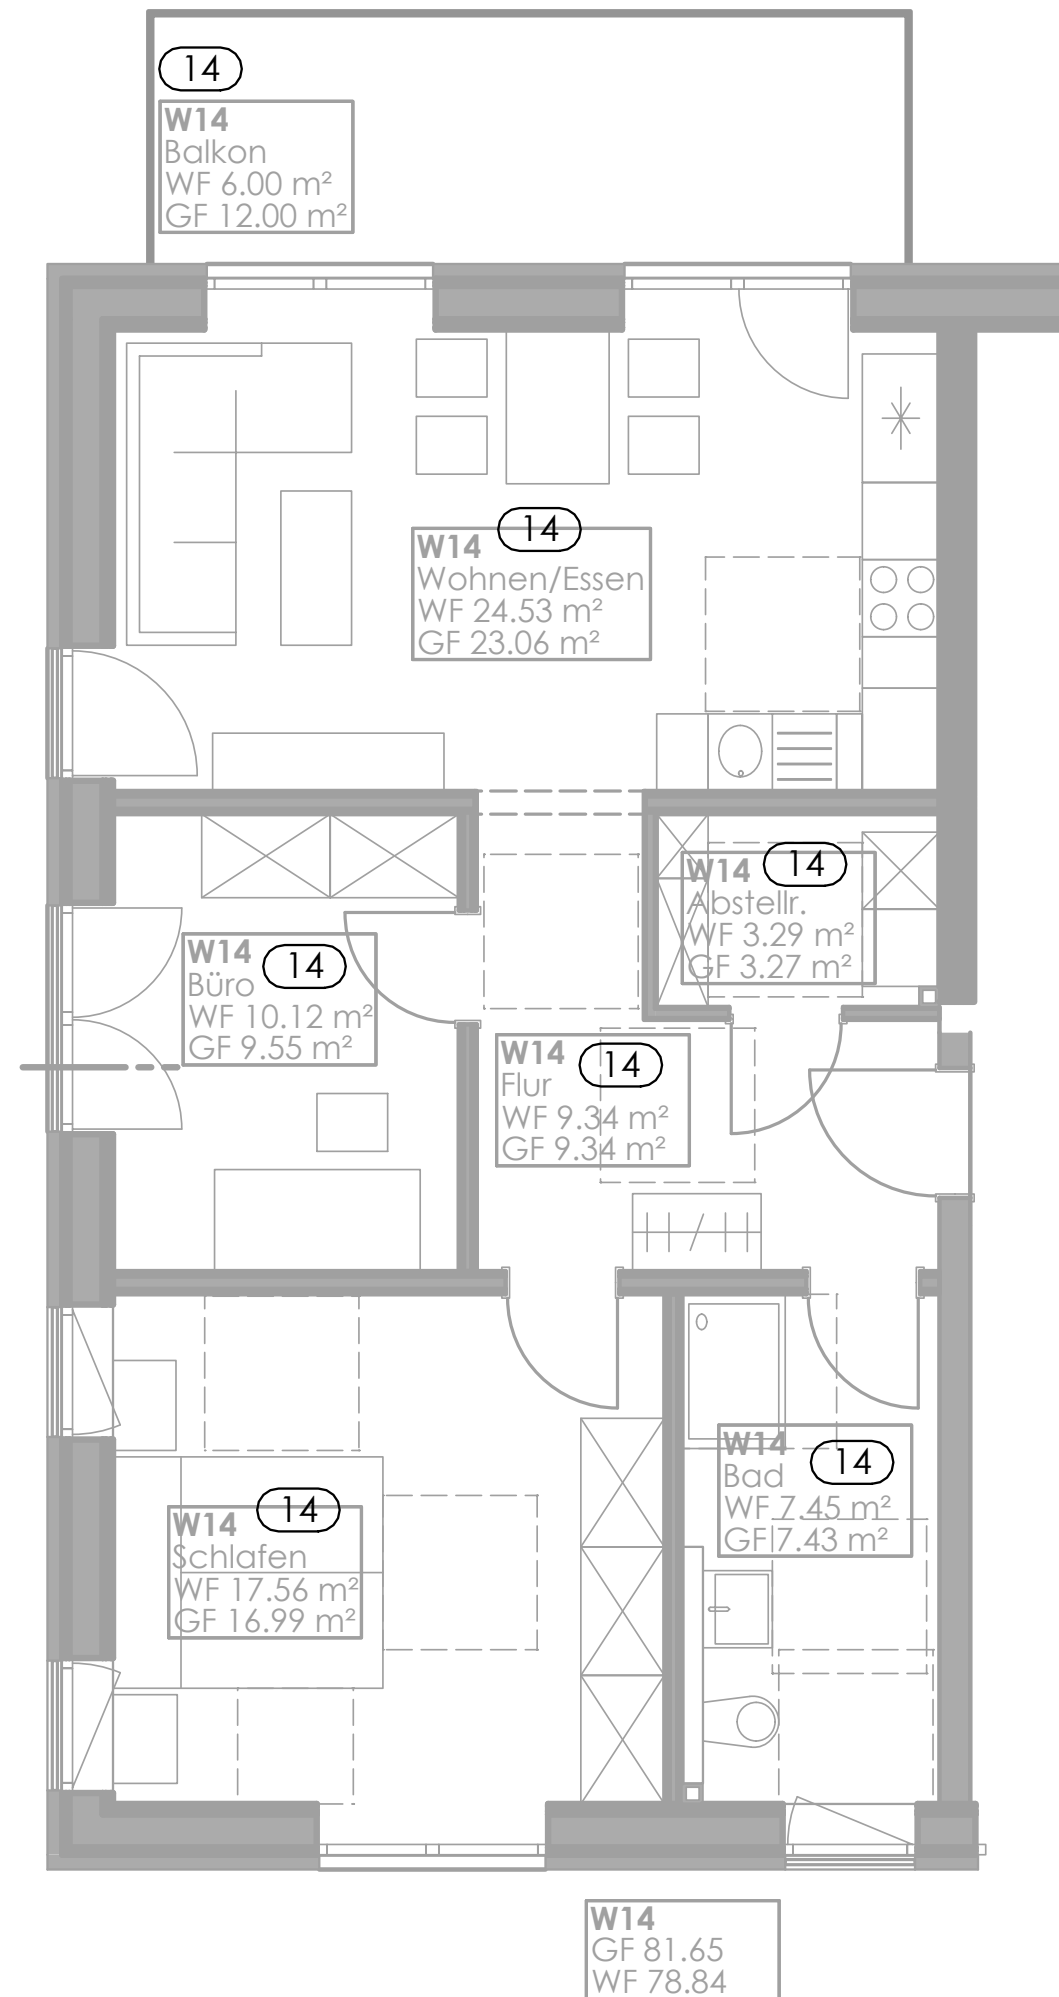 14
W14
Balkon
WF 6.00 m²
GF 12.00 m²
14
W14
Wohnen/Essen
WF 24.53 m²
GF 23.06 m²
14
W14
Abstellr.
WF 3.29 m²
GF 3.27 m²
14
W14
Büro
WF 10.12 m²
GF 9.55 m²
14
W14
Flur
WF 9.34 m²
GF 9.34 m²
14
W14
Bad
WF 7.45 m²
GF 7.43 m²
14
W14
Schlafen
WF 17.56 m²
GF 16.99 m²
W14
GF 81.65
WF 78.84